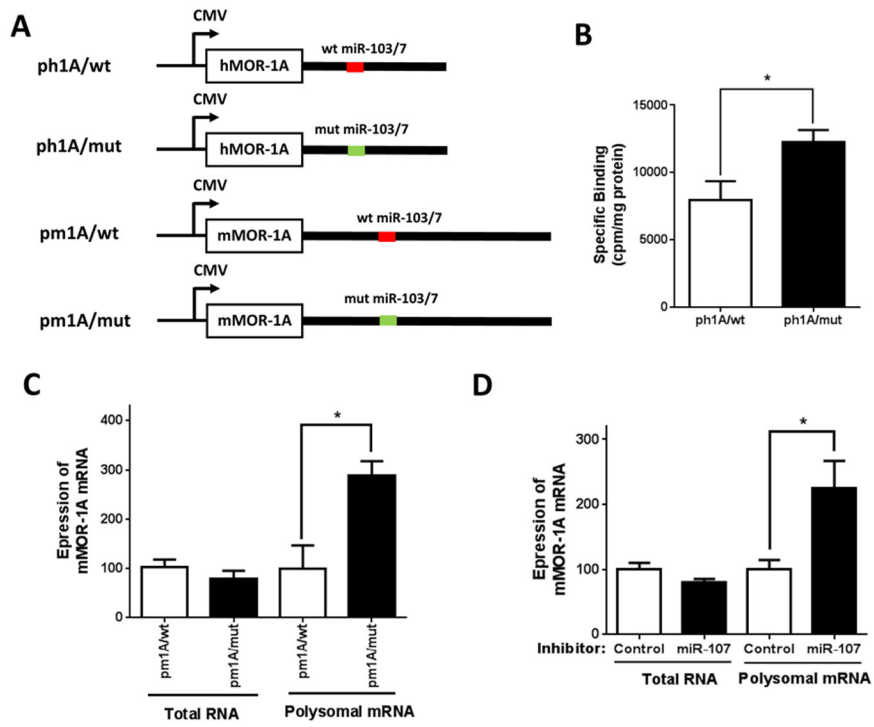 A
CMV
ph1A/wt
hMOR-1A
wt miR-103/7
CMV
ph1A/mut
hMOR-1A
mut miR-103/7
CMV
pm1A/wt
mMOR-1A
wt miR-103/7
CMV
pm1A/mut
mMOR-1A
mut miR-103/7
B
*
Specific Binding
(cpm/mg protein)
15000
10000
5000
0
ph1A/wt ph1A/mut
C
*
Epression of
mMOR-1A mRNA
400
300
200
100
0
pm1A/wt
pm1A/mut
pm1A/wt
pm1A/mut
Total RNA Polysomal mRNA
D
*
Epression of
mMOR-1A mRNA
300
200
100
0
Inhibitor: Control miR-107 Control miR-107
Total RNA Polysomal mRNA